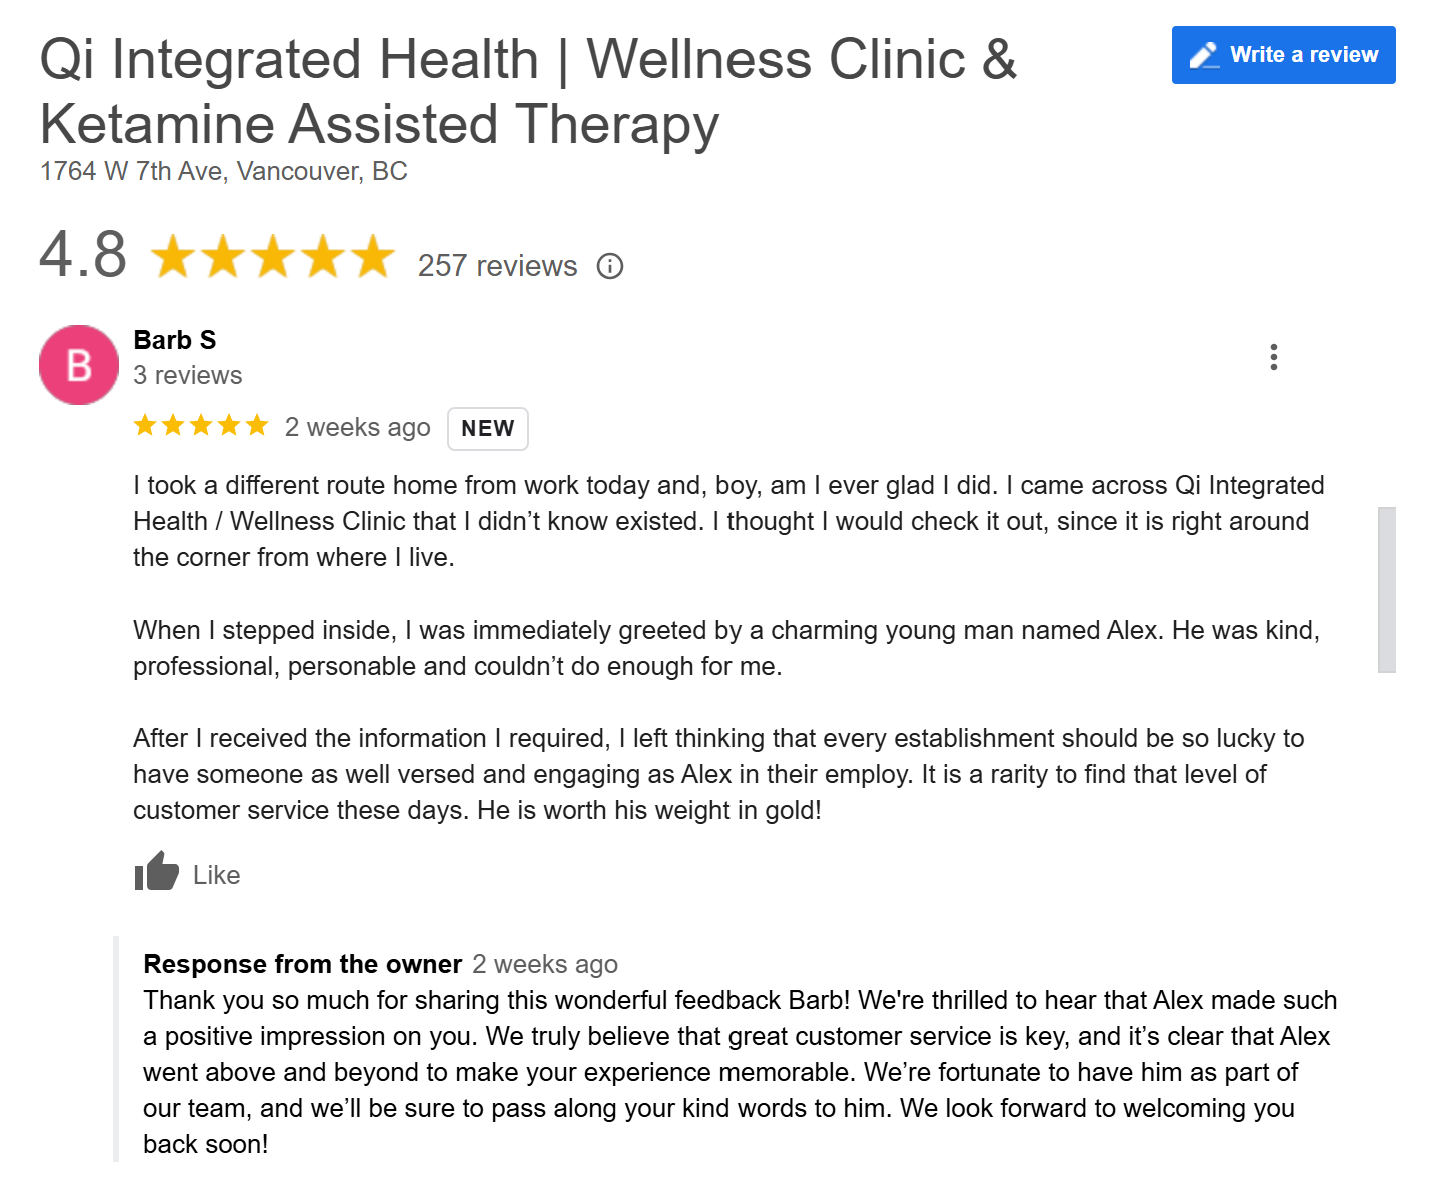 Qi Integrated Health | Wellness Clinic &
Ketamine Assisted Therapy
Write a review
1764 W 7th Ave, Vancouver, BC
4.8
257 reviews
B
Barb S
3 reviews
2 weeks ago
NEW
I took a different route home from work today and, boy, am I ever glad I did. I came across Qi Integrated
Health / Wellness Clinic that I didn’t know existed. I thought I would check it out, since it is right around
the corner from where I live.
When I stepped inside, I was immediately greeted by a charming young man named Alex. He was kind,
professional, personable and couldn’t do enough for me.
After I received the information I required, I left thinking that every establishment should be so lucky to
have someone as well versed and engaging as Alex in their employ. It is a rarity to find that level of
customer service these days. He is worth his weight in gold!
Like
Response from the owner 2 weeks ago
Thank you so much for sharing this wonderful feedback Barb! We're thrilled to hear that Alex made such
a positive impression on you. We truly believe that great customer service is key, and it’s clear that Alex
went above and beyond to make your experience memorable. We’re fortunate to have him as part of
our team, and we’ll be sure to pass along your kind words to him. We look forward to welcoming you
back soon!